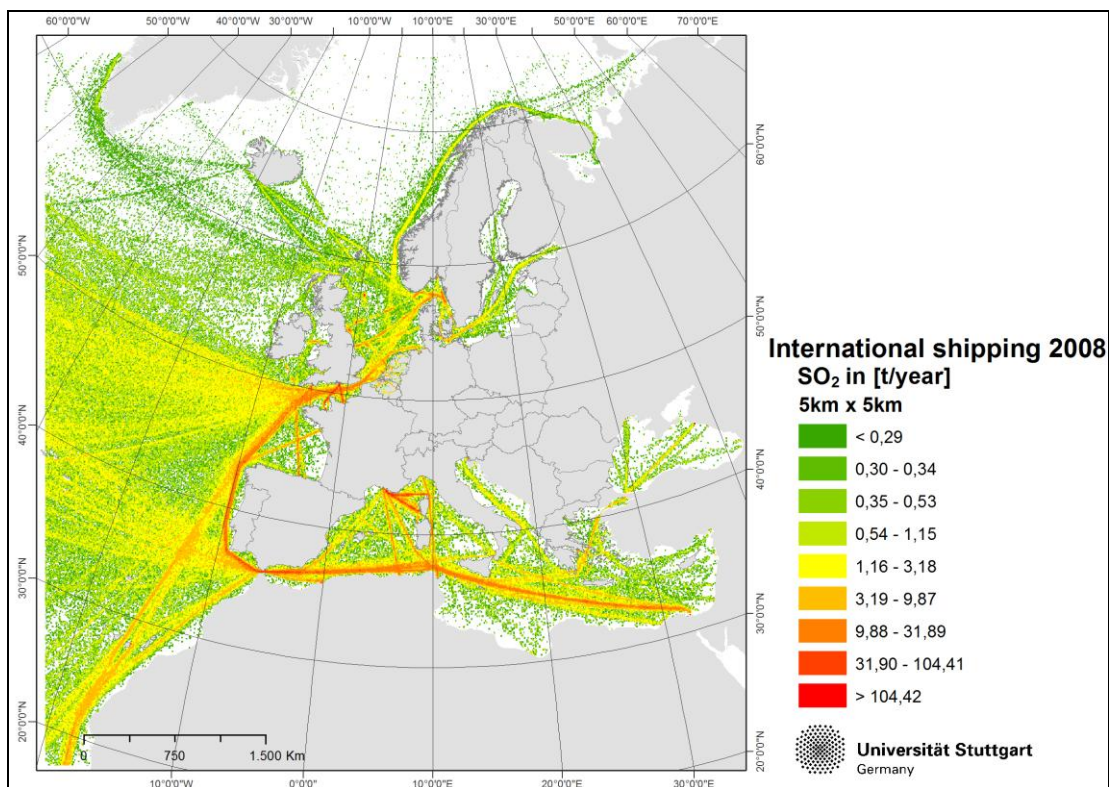 60°0'0"W 50°0'0"W 40°0'0"W 30°0'0"W 10°0'0"W 10°0'0"E 30°0'0"E 50°0'0"E 60°0'0"E 70°0'0"E
50°0'0"N
40°0'0"N
30°0'0"N
20°0'0"N
60°0'0"N
50°0'0"N
40°0'0"N
30°0'0"N
20°0'0"N
0 750 1.500 Km
10°0'0"W 0°0'0" 10°0'0"E 20°0'0"E 30°0'0"E
International shipping 2008
SO₂ in [t/year]
5km x 5km
< 0,29
0,30 - 0,34
0,35 - 0,53
0,54 - 1,15
1,16 - 3,18
3,19 - 9,87
9,88 - 31,89
31,90 - 104,41
> 104,42
Universität Stuttgart
Germany